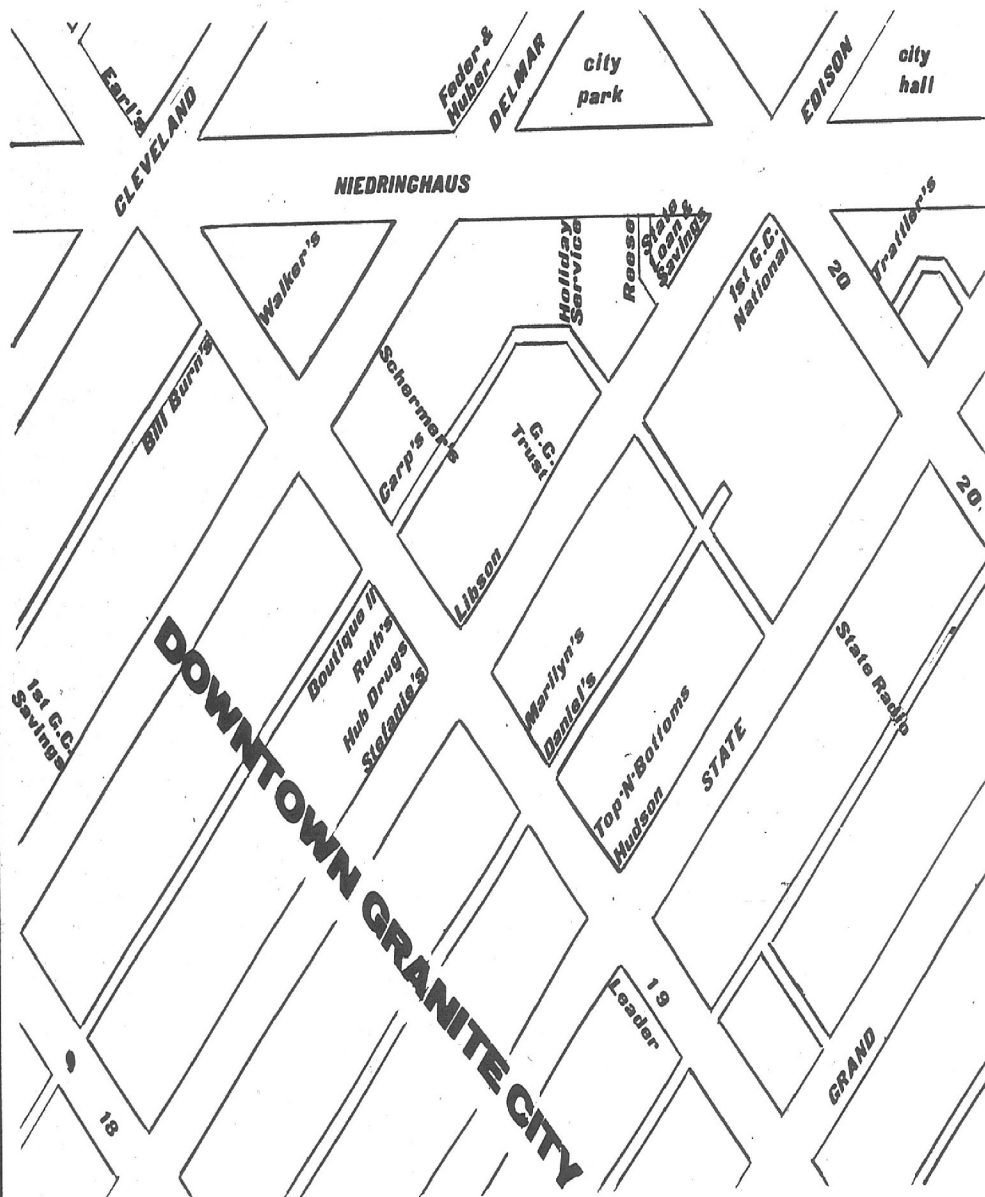 Earl's
CLEVELAND
Feder &
Huber
DELMAR
city
park
EDISON
city
hall
NIEDRINGHAUS
Walker's
Holiday
Service
Reese
State
Loan &
Savings
1st G.C.
National
20
Tratller's
Bill Burn's
Schermer's
Carp's
G.C.
Trust
Libson
20
Boutique II
Ruth's
Hub Drugs
Stefanie's
Marilyn's
Daniel's
Top·N·Bottoms
Hudson
STATE
State Radio
1st G.C.
Savings
DOWNTOWN GRANITE CITY
Leader
19
GRAND
18